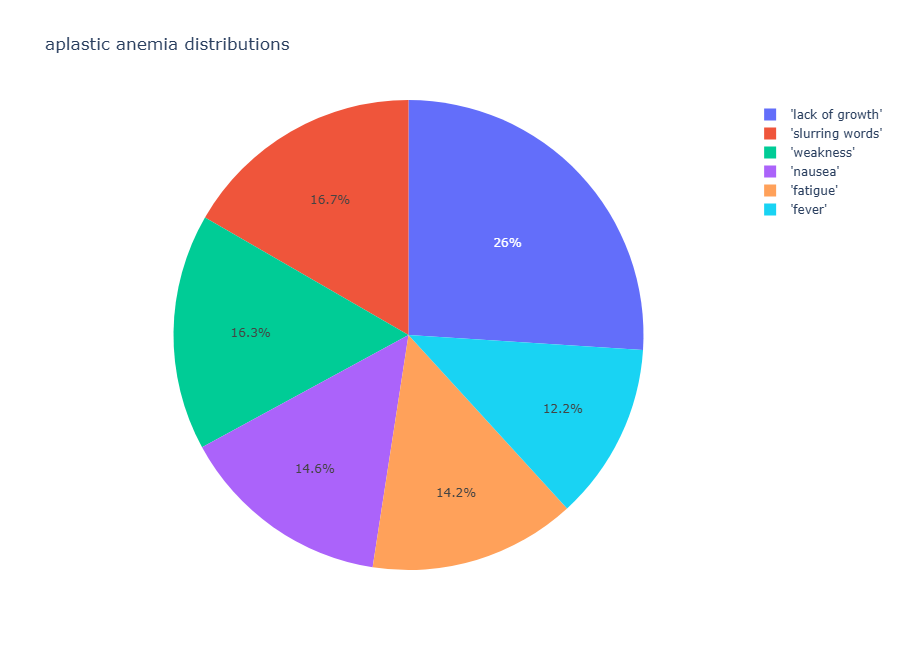 aplastic anemia distributions
'lack of growth'
'slurring words'
'weakness'
'nausea'
'fatigue'
'fever'
26%
16.7%
16.3%
14.6%
14.2%
12.2%